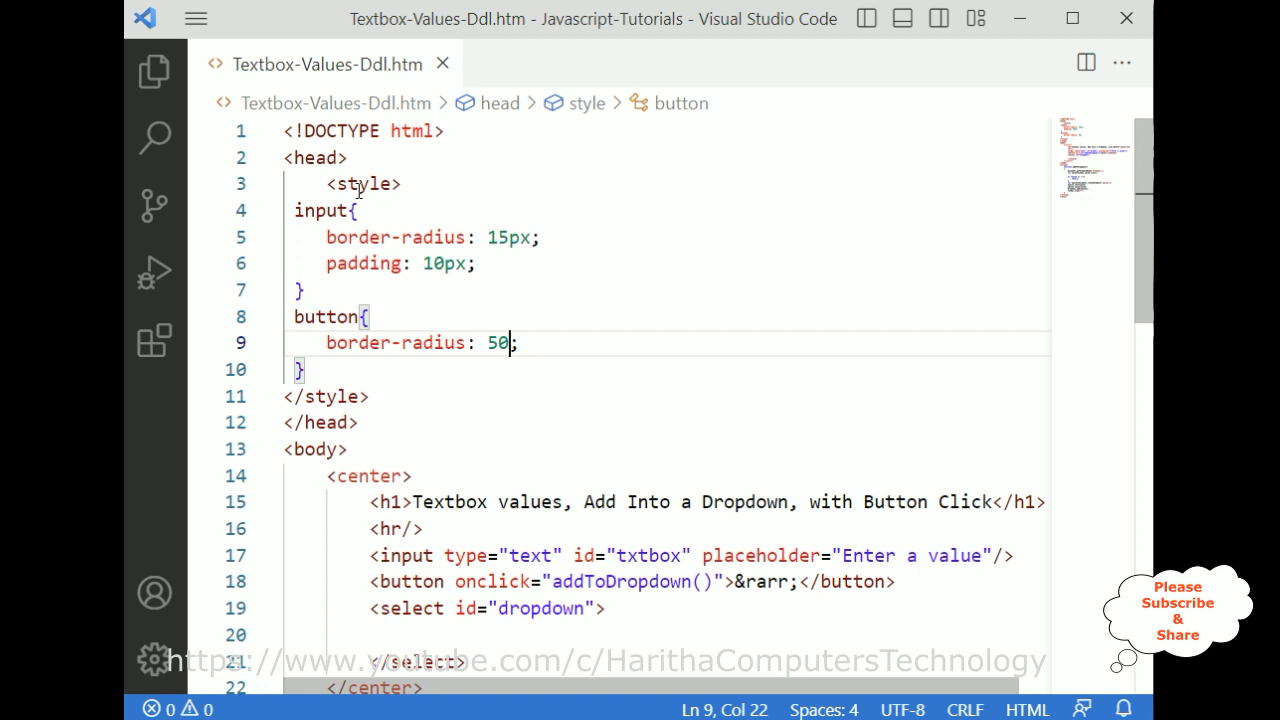 Textbox-Values-Ddl.htm - Javascript-Tutorials - Visual Studio Code
Textbox-Values-Ddl.htm
Textbox-Values-Ddl.htm > head > style > button
1 <!DOCTYPE html>
2 <head>
3 <style>
4 input{
5 border-radius: 15px;
6 padding: 10px;
7 }
8 button{
9 border-radius: 50;
10 }
11 </style>
12 </head>
13 <body>
14 <center>
15 <h1>Textbox values, Add Into a Dropdown, with Button Click</h1>
16 <hr/>
17 <input type="text" id="txtbox" placeholder="Enter a value"/>
18 <button onclick="addToDropdown()">&rarr;</button>
19 <select id="dropdown">
20
21 </select>
22 </center>
https://www.youtube.com/c/HarithaComputersTechnology
Please
Subscribe
&
Share
0 0 Ln 9, Col 22 Spaces: 4 UTF-8 CRLF HTML